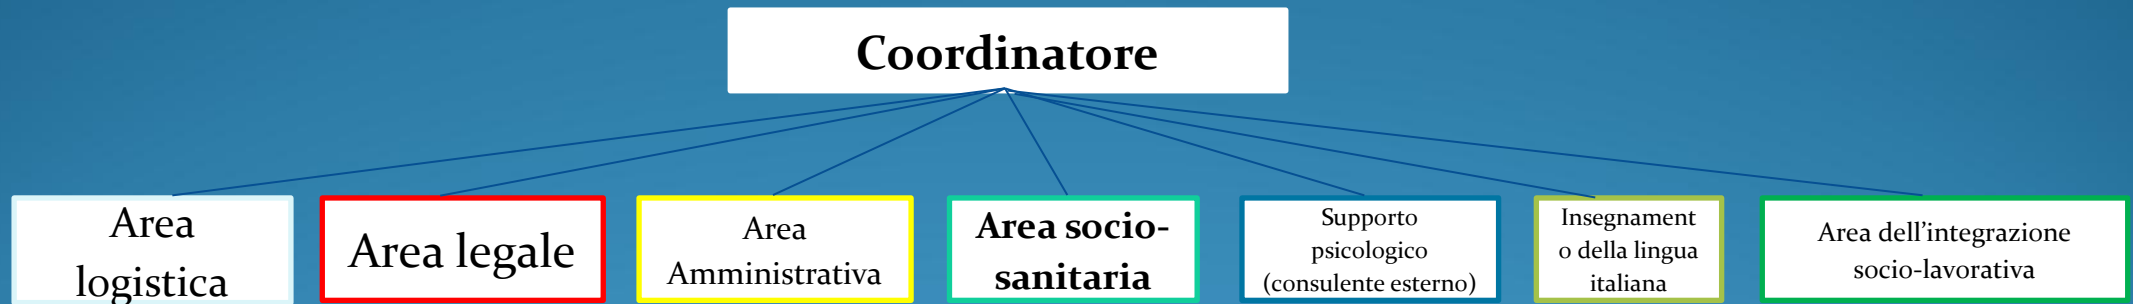 Coordinatore
Area
logistica
Area legale
Area
Amministrativa
Area socio-
sanitaria
Supporto
psicologico
(consulente esterno)
Insegnament
o della lingua
italiana
Area dell’integrazione
socio-lavorativa